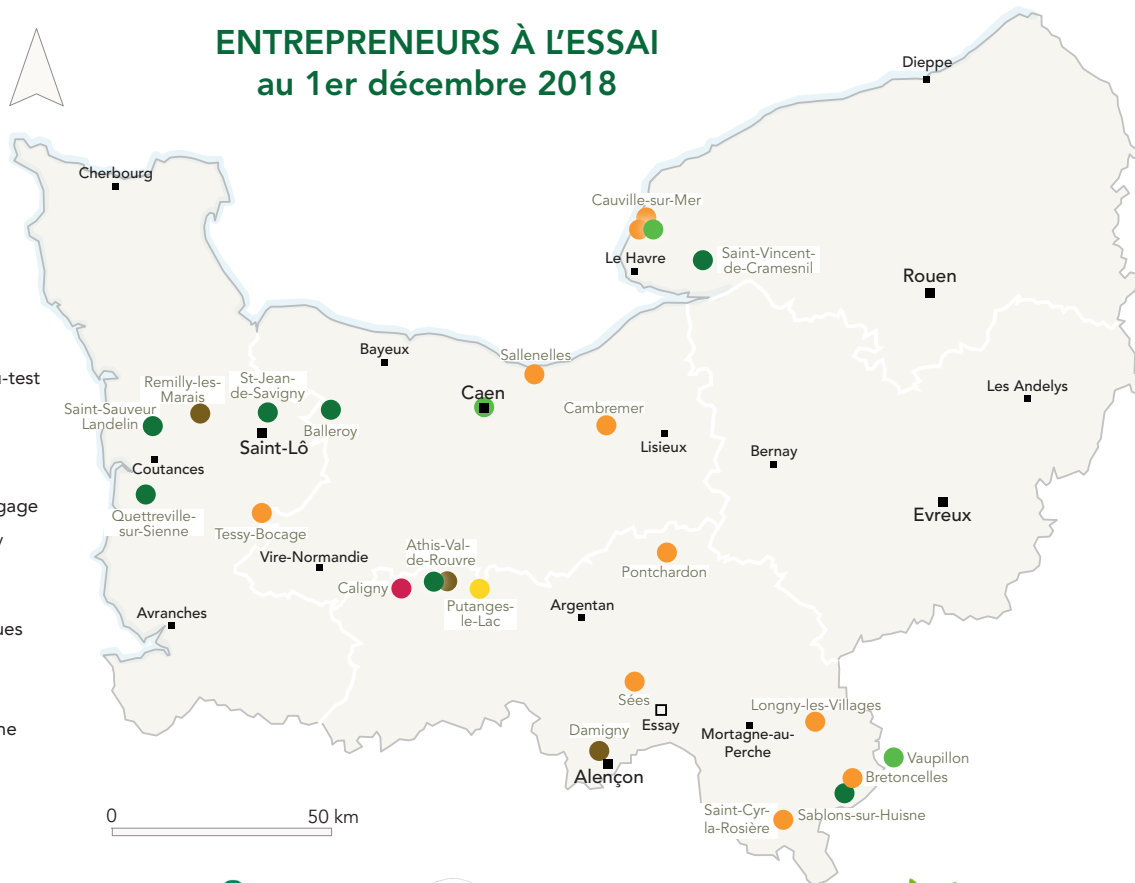 ENTREPRENEURS À L'ESSAI
au 1er décembre 2018
Dieppe
Cherbourg
Cauville-sur-Mer
Le Havre
Saint-Vincent-
de-Cramesnil
Rouen
Bayeux
Sallenelles
-test
Remilly-les-
Marais
St-Jean-
de-Savigny
Caen
Les Andelys
Saint-Sauveur
Landelin
Balleroy
Cambremer
Saint-Lô
Lisieux
Bernay
Coutances
gage
Quettreville-
sur-Sienne
Tessy-Bocage
Evreux
Vire-Normandie
Athis-Val-
de-Rouvre
Pontchardon
Caligny
Putanges-
le-Lac
Argentan
Avranches
ues
Sées
Essay
Longny-les-Villages
ne
Damigny
Mortagne-au-
Perche
Alençon
Vaupillon
Bretoncelles
Saint-Cyr-
la-Rosière
Sablons-sur-Huisne
0
50 km